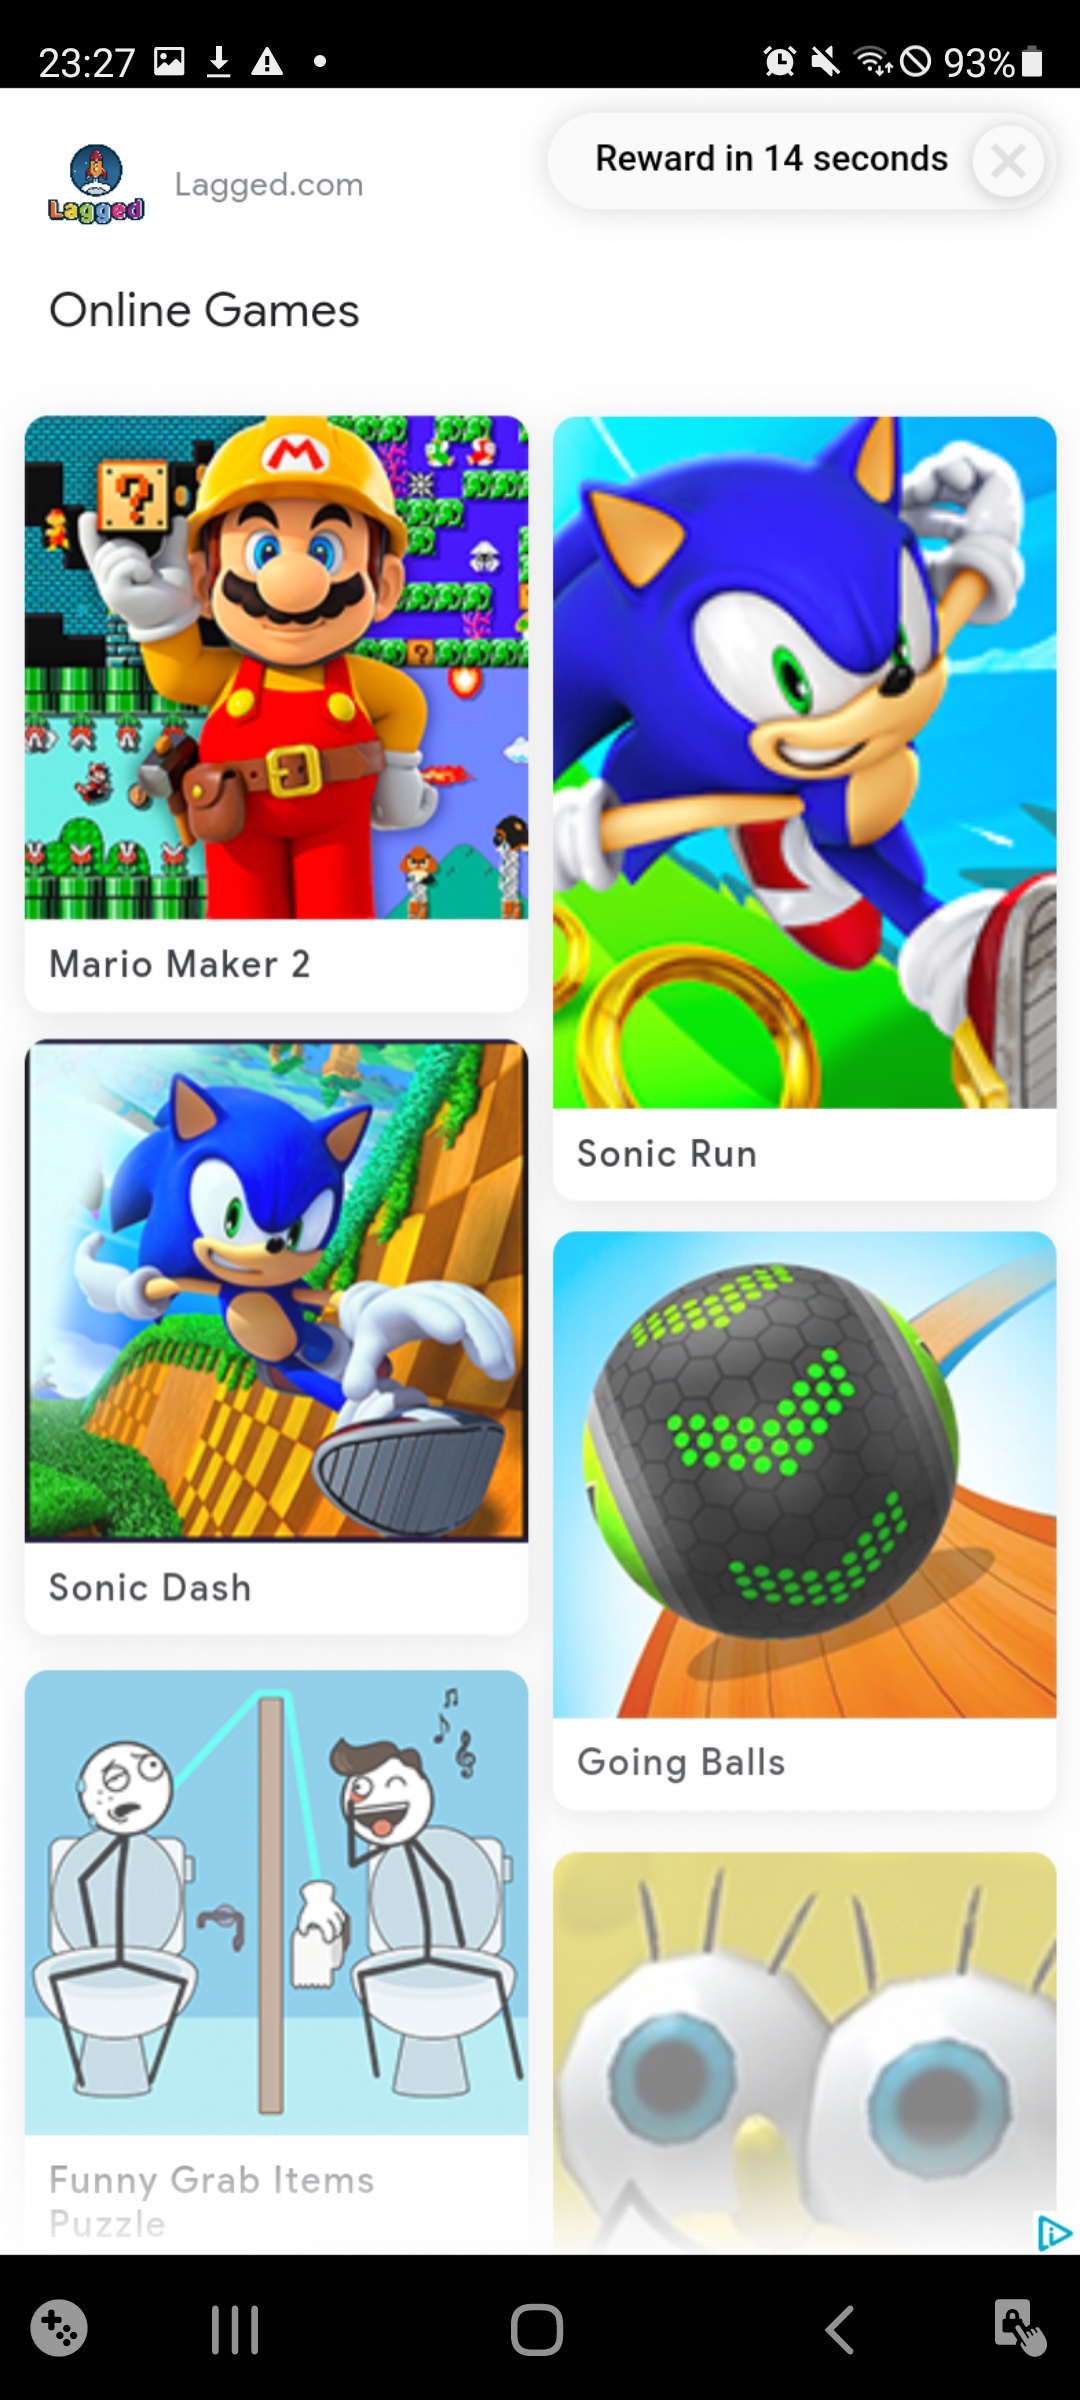 23:27
93%
Lagged
Lagged.com
Reward in 14 seconds
Online Games
M
?
?
Mario Maker 2
Sonic Run
Sonic Dash
Going Balls
Funny Grab Items
Puzzle